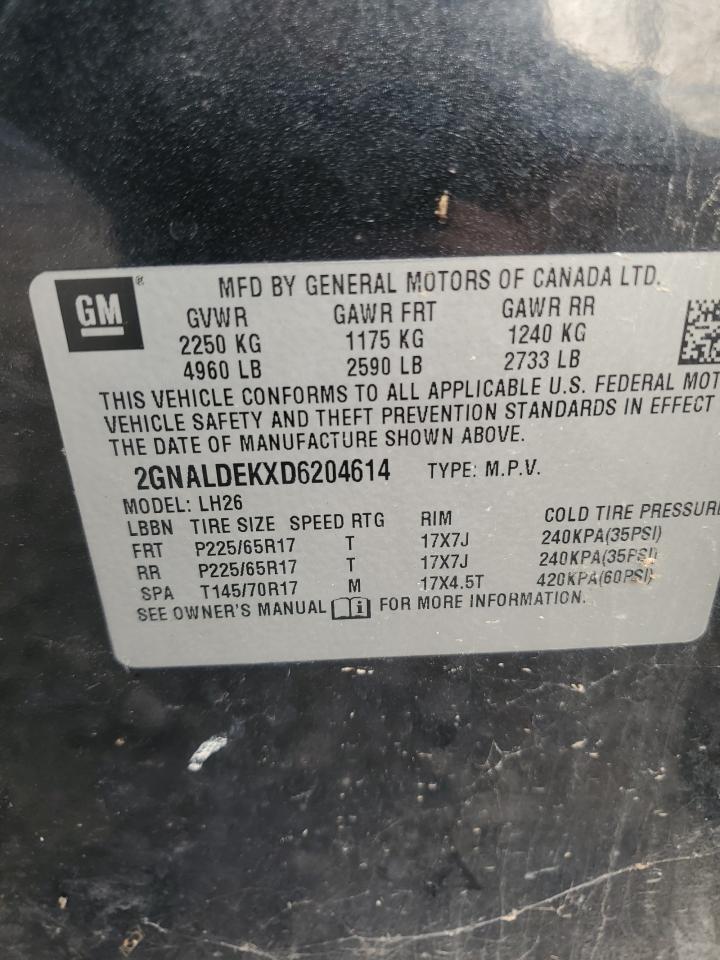 GM ® MFD BY GENERAL MOTORS OF CANADA LTD.
GVWR GAWR FRT GAWR RR
2250 KG 1175 KG 1240 KG
4960 LB 2590 LB 2733 LB
THIS VEHICLE CONFORMS TO ALL APPLICABLE U.S. FEDERAL MOT
VEHICLE SAFETY AND THEFT PREVENTION STANDARDS IN EFFECT
THE DATE OF MANUFACTURE SHOWN ABOVE.
2GNALDEKXD6204614 TYPE: M.P.V.
MODEL: LH26
LBBN TIRE SIZE SPEED RTG RIM COLD TIRE PRESSURE
FRT P225/65R17 T 17X7J 240KPA(35PSI)
RR P225/65R17 T 17X7J 240KPA(35PSI)
SPA T145/70R17 M 17X4.5T 420KPA(60PSI)
SEE OWNER'S MANUAL i FOR MORE INFORMATION.